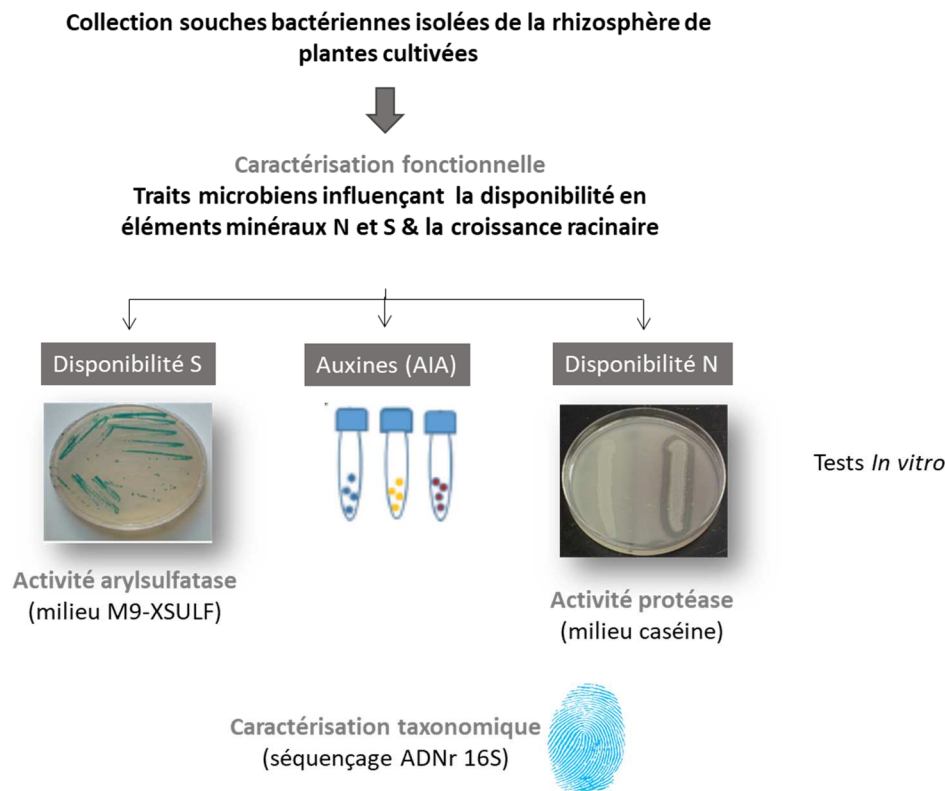 Collection souches bactériennes isolées de la rhizosphère de
plantes cultivées
Caractérisation fonctionnelle
Traits microbiens influençant la disponibilité en
éléments minéraux N et S & la croissance racinaire
Disponibilité S
Auxines (AIA)
Disponibilité N
Tests In vitro
Activité arylsulfatase
(milieu M9-XSULF)
Activité protéase
(milieu caséine)
Caractérisation taxonomique
(séquençage ADNr 16S)